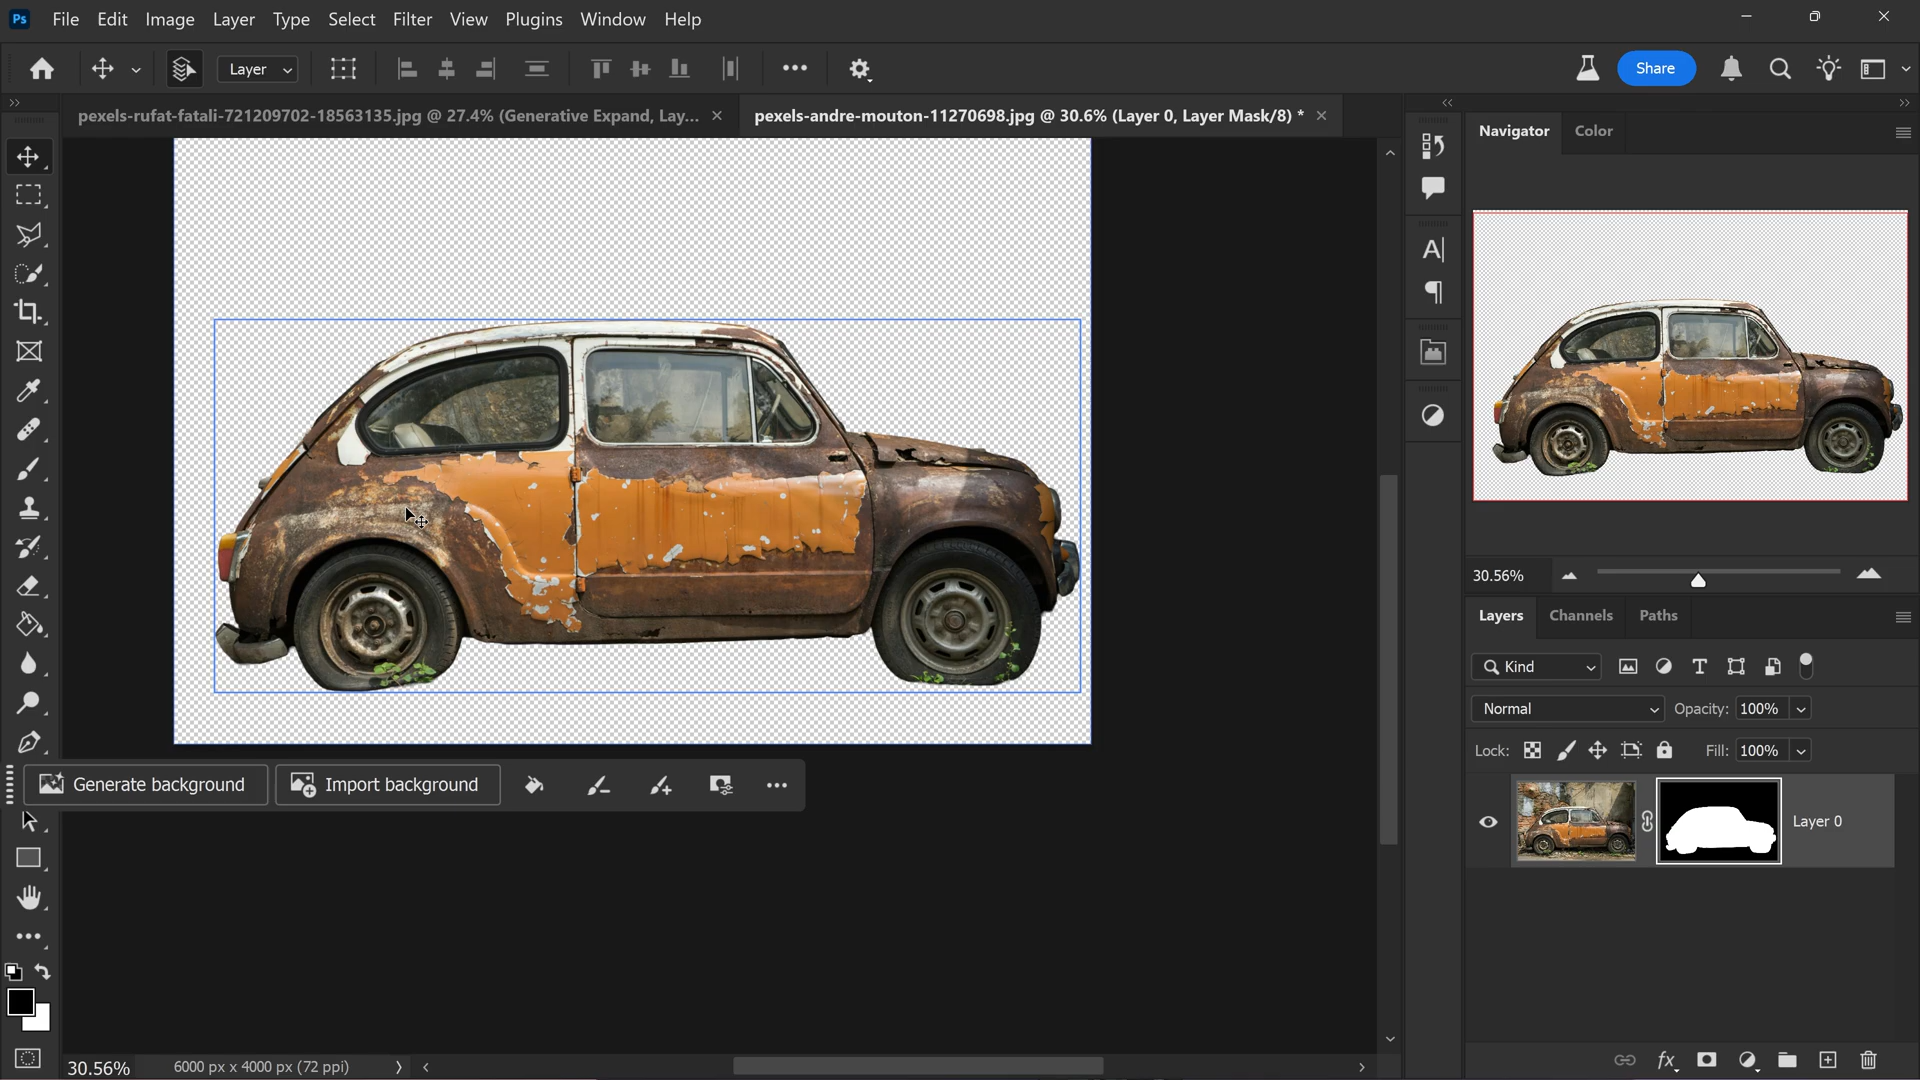 Ps File Edit Image Layer Type Select Filter View Plugins Window Help
Layer Share
pexels-rufat-fatali-721209702-18563135.jpg @ 27.4% (Generative Expand, Lay...
pexels-andre-mouton-11270698.jpg @ 30.6% (Layer 0, Layer Mask/8) *
Navigator Color
30.56%
Layers Channels Paths
Kind
Normal Opacity: 100%
Lock: Fill: 100%
Generate background Import background
Layer 0
30.56% 6000 px x 4000 px (72 ppi)